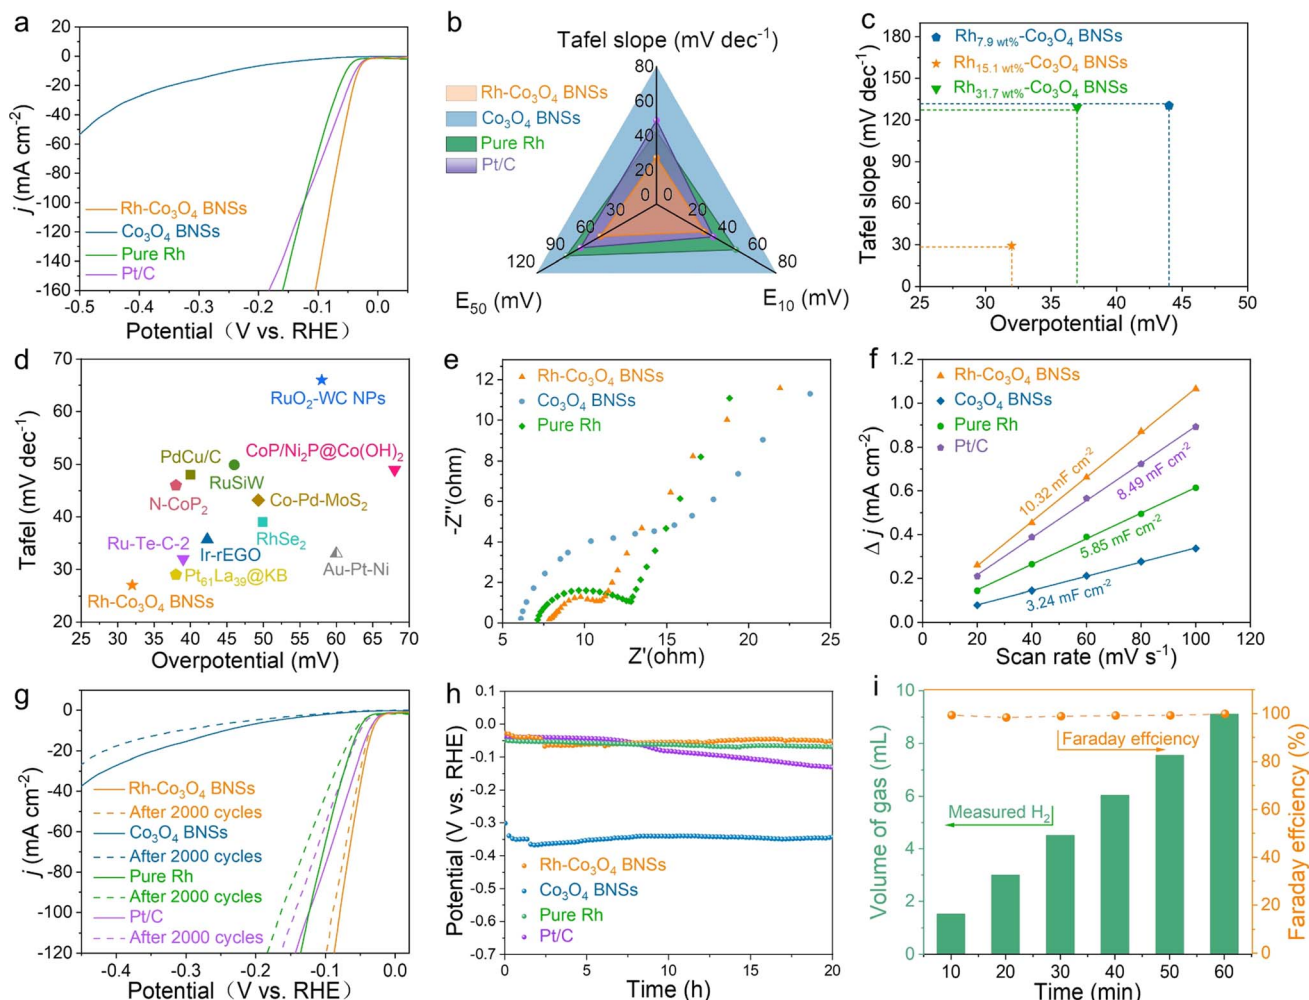 a
20
0
-20
-40
-60
-80
-100
-120
-140
-160
j (mA cm-2)
Rh-Co3O4 BNSs
Co3O4 BNSs
Pure Rh
Pt/C
-0.5 -0.4 -0.3 -0.2 -0.1 0.0
Potential（V vs. RHE）
b
Tafel slope (mV dec-1)
80
60
40
20
0
0
30
60
90
120
20
40
60
80
Rh-Co3O4 BNSs
Co3O4 BNSs
Pure Rh
Pt/C
E50 (mV)
E10 (mV)
c
180
150
120
90
60
30
0
Tafel slope (mV dec-1)
Rh7.9 wt%-Co3O4 BNSs
Rh15.1 wt%-Co3O4 BNSs
Rh31.7 wt%-Co3O4 BNSs
25 30 35 40 45 50
Overpotential (mV)
d
70
60
50
40
30
20
Tafel (mV dec-1)
RuO2-WC NPs
PdCu/C
CoP/Ni2P@Co(OH)2
RuSiW
N-CoP2
Co-Pd-MoS2
RhSe2
Ru-Te-C-2
Ir-rEGO
Au-Pt-Ni
Pt61La39@KB
Rh-Co3O4 BNSs
25 30 35 40 45 50 55 60 65 70
Overpotential (mV)
e
12
10
8
6
4
2
0
-Z"(ohm)
Rh-Co3O4 BNSs
Co3O4 BNSs
Pure Rh
5 10 15 20 25
Z'(ohm)
f
1.2
1.0
0.8
0.6
0.4
0.2
0.0
Δ j (mA cm-2)
Rh-Co3O4 BNSs
Co3O4 BNSs
Pure Rh
Pt/C
10.32 mF cm-2
8.49 mF cm-2
5.85 mF cm-2
3.24 mF cm-2
0 20 40 60 80 100 120
Scan rate (mV s-1)
g
0
-20
-40
-60
-80
-100
-120
j (mA cm-2)
Rh-Co3O4 BNSs
After 2000 cycles
Co3O4 BNSs
After 2000 cycles
Pure Rh
After 2000 cycles
Pt/C
After 2000 cycles
-0.4 -0.3 -0.2 -0.1 0.0
Potential（V vs. RHE）
h
0.1
0.0
-0.1
-0.2
-0.3
-0.4
-0.5
-0.6
-0.7
Potential (V vs. RHE)
Rh-Co3O4 BNSs
Co3O4 BNSs
Pure Rh
Pt/C
0 5 10 15 20
Time (h)
i
10
8
6
4
2
0
Volume of gas (mL)
Faraday effciency
Measured H2
100
80
60
40
20
0
Faraday efficiency (%)
10 20 30 40 50 60
Time (min)